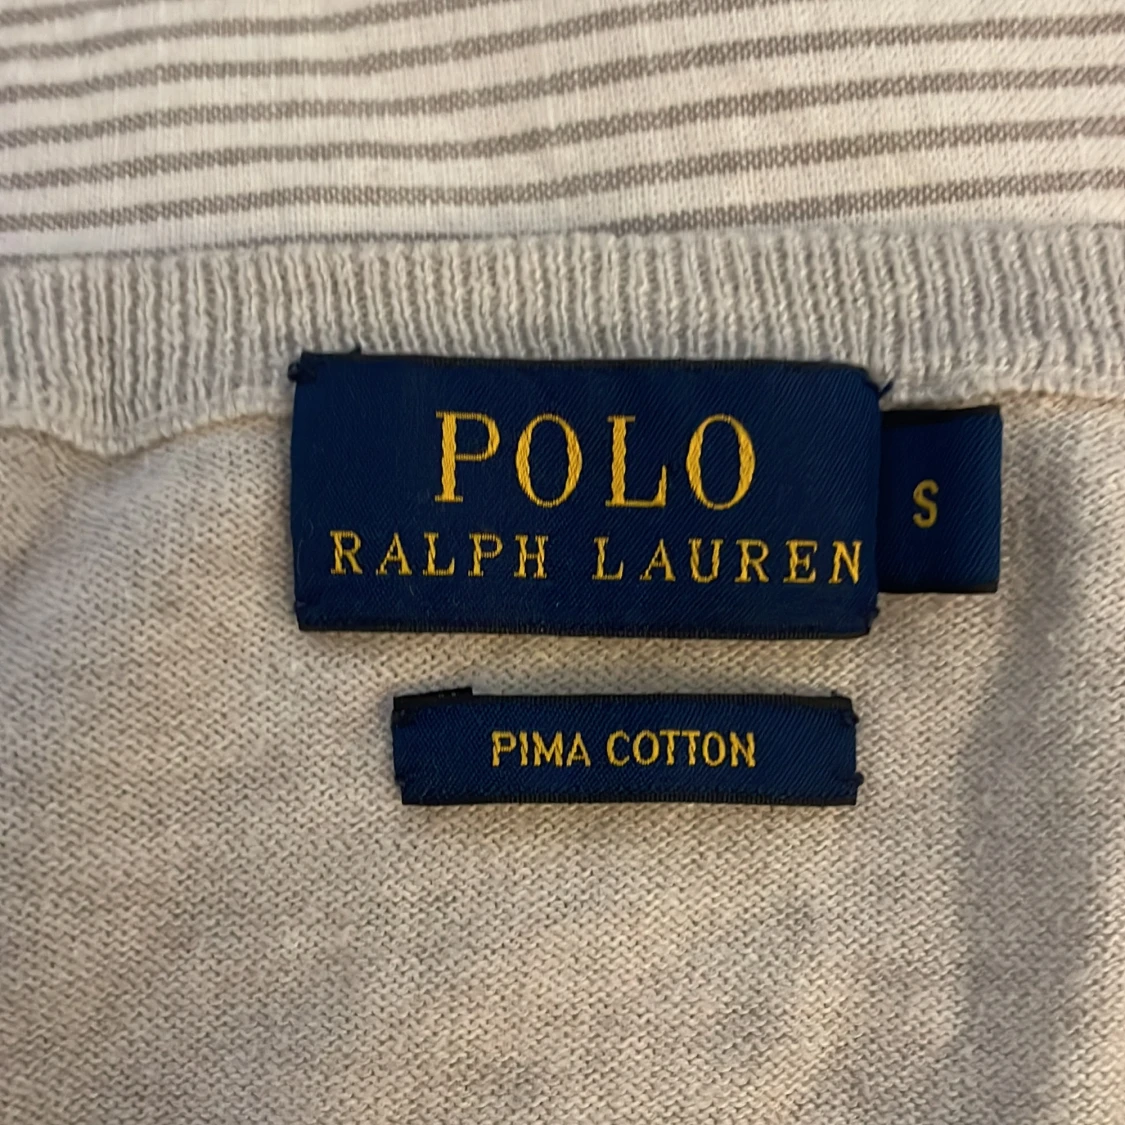 POLO
RALPH LAUREN
S
PIMA COTTON